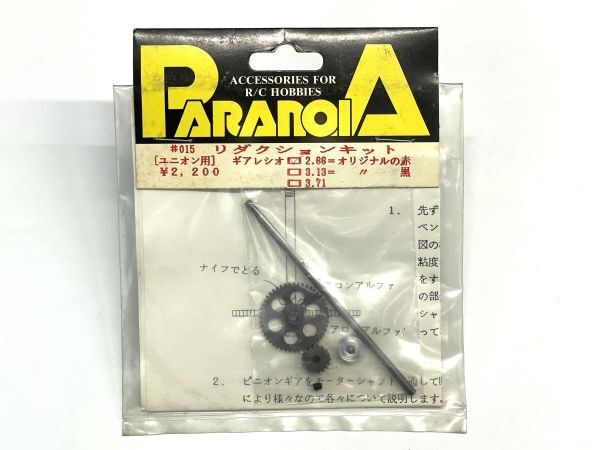 PARANOIA
ACCESSORIES FOR
R/C HOBBIES
#015 リダクションキット
[ユニオン用] ギアレシオ 2.66=オリジナルの赤
¥2,200 3.13= 〃 黒
3.71
1. 先ず
ペン
図の
粘度
をす
ナイフでとる
コンアルファ
の部
シャ
アロンアルファ
って
2. ピニオンギアをモーターシャフトに通して
により様々なので各々について説明します。